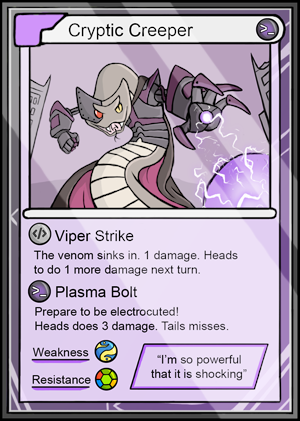 Cryptic Creeper
>_
</> Viper Strike
The venom sinks in. 1 damage. Heads
to do 1 more damage next turn.
>_ Plasma Bolt
Prepare to be electrocuted!
Heads does 3 damage. Tails misses.
Weakness
Resistance
"I'm so powerful
that it is shocking"